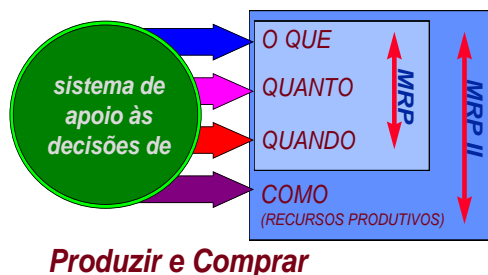 sistema de
apoio às
decisões de
O QUE
QUANTO
QUANDO
COMO
(RECURSOS PRODUTIVOS)
MRP
MRP II
Produzir e Comprar